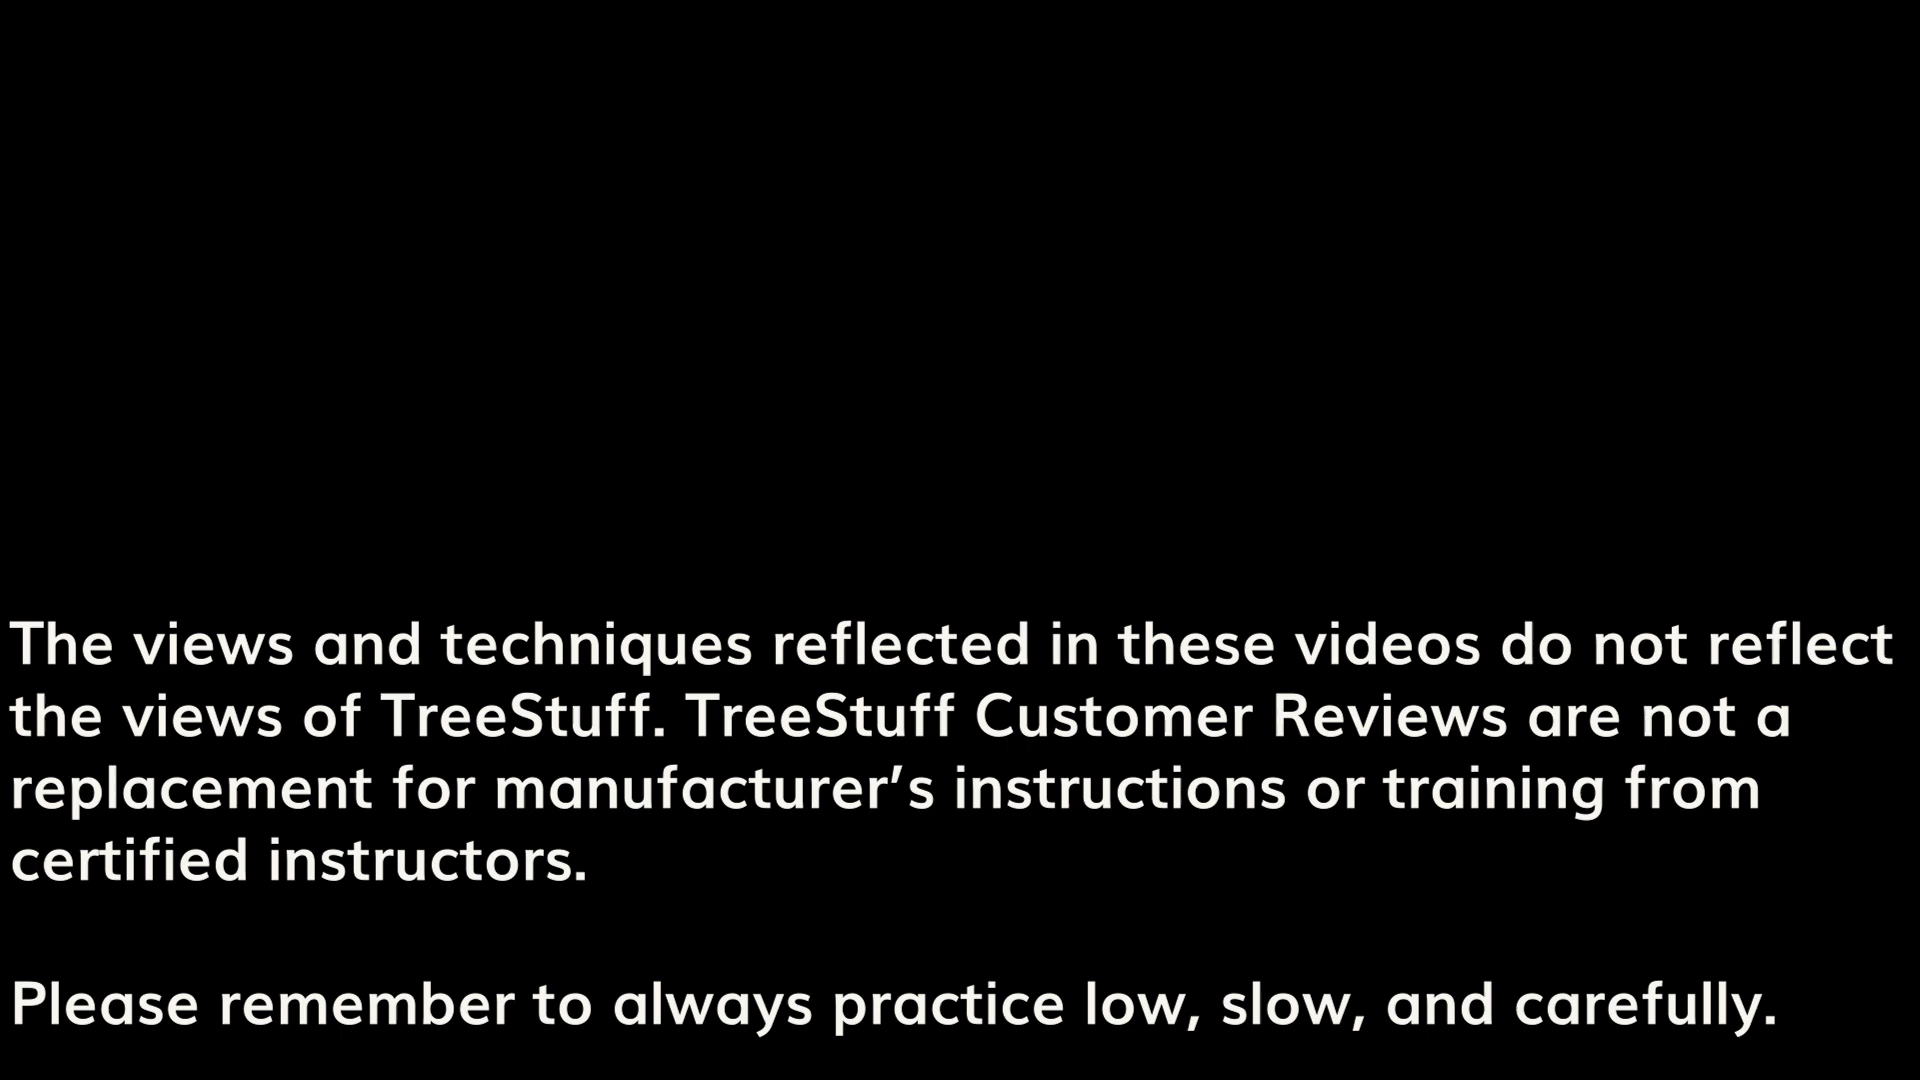 The views and techniques reflected in these videos do not reflect
the views of TreeStuff. TreeStuff Customer Reviews are not a
replacement for manufacturer’s instructions or training from
certified instructors.
Please remember to always practice low, slow, and carefully.